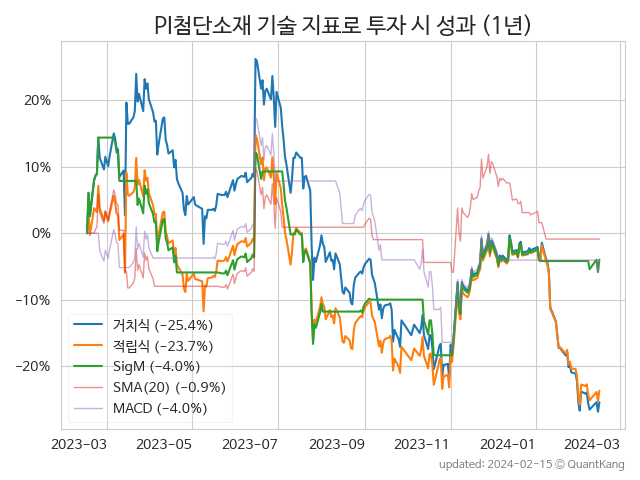 PI첨단소재 기술 지표로 투자 시 성과 (1년)
20%
10%
0%
−10%
−20%
거치식 (−25.4%)
적립식 (−23.7%)
SigM (−4.0%)
SMA(20) (−0.9%)
MACD (−4.0%)
2023-03 2023-05 2023-07 2023-09 2023-11 2024-01 2024-03
updated: 2024-02-15 © QuantKang